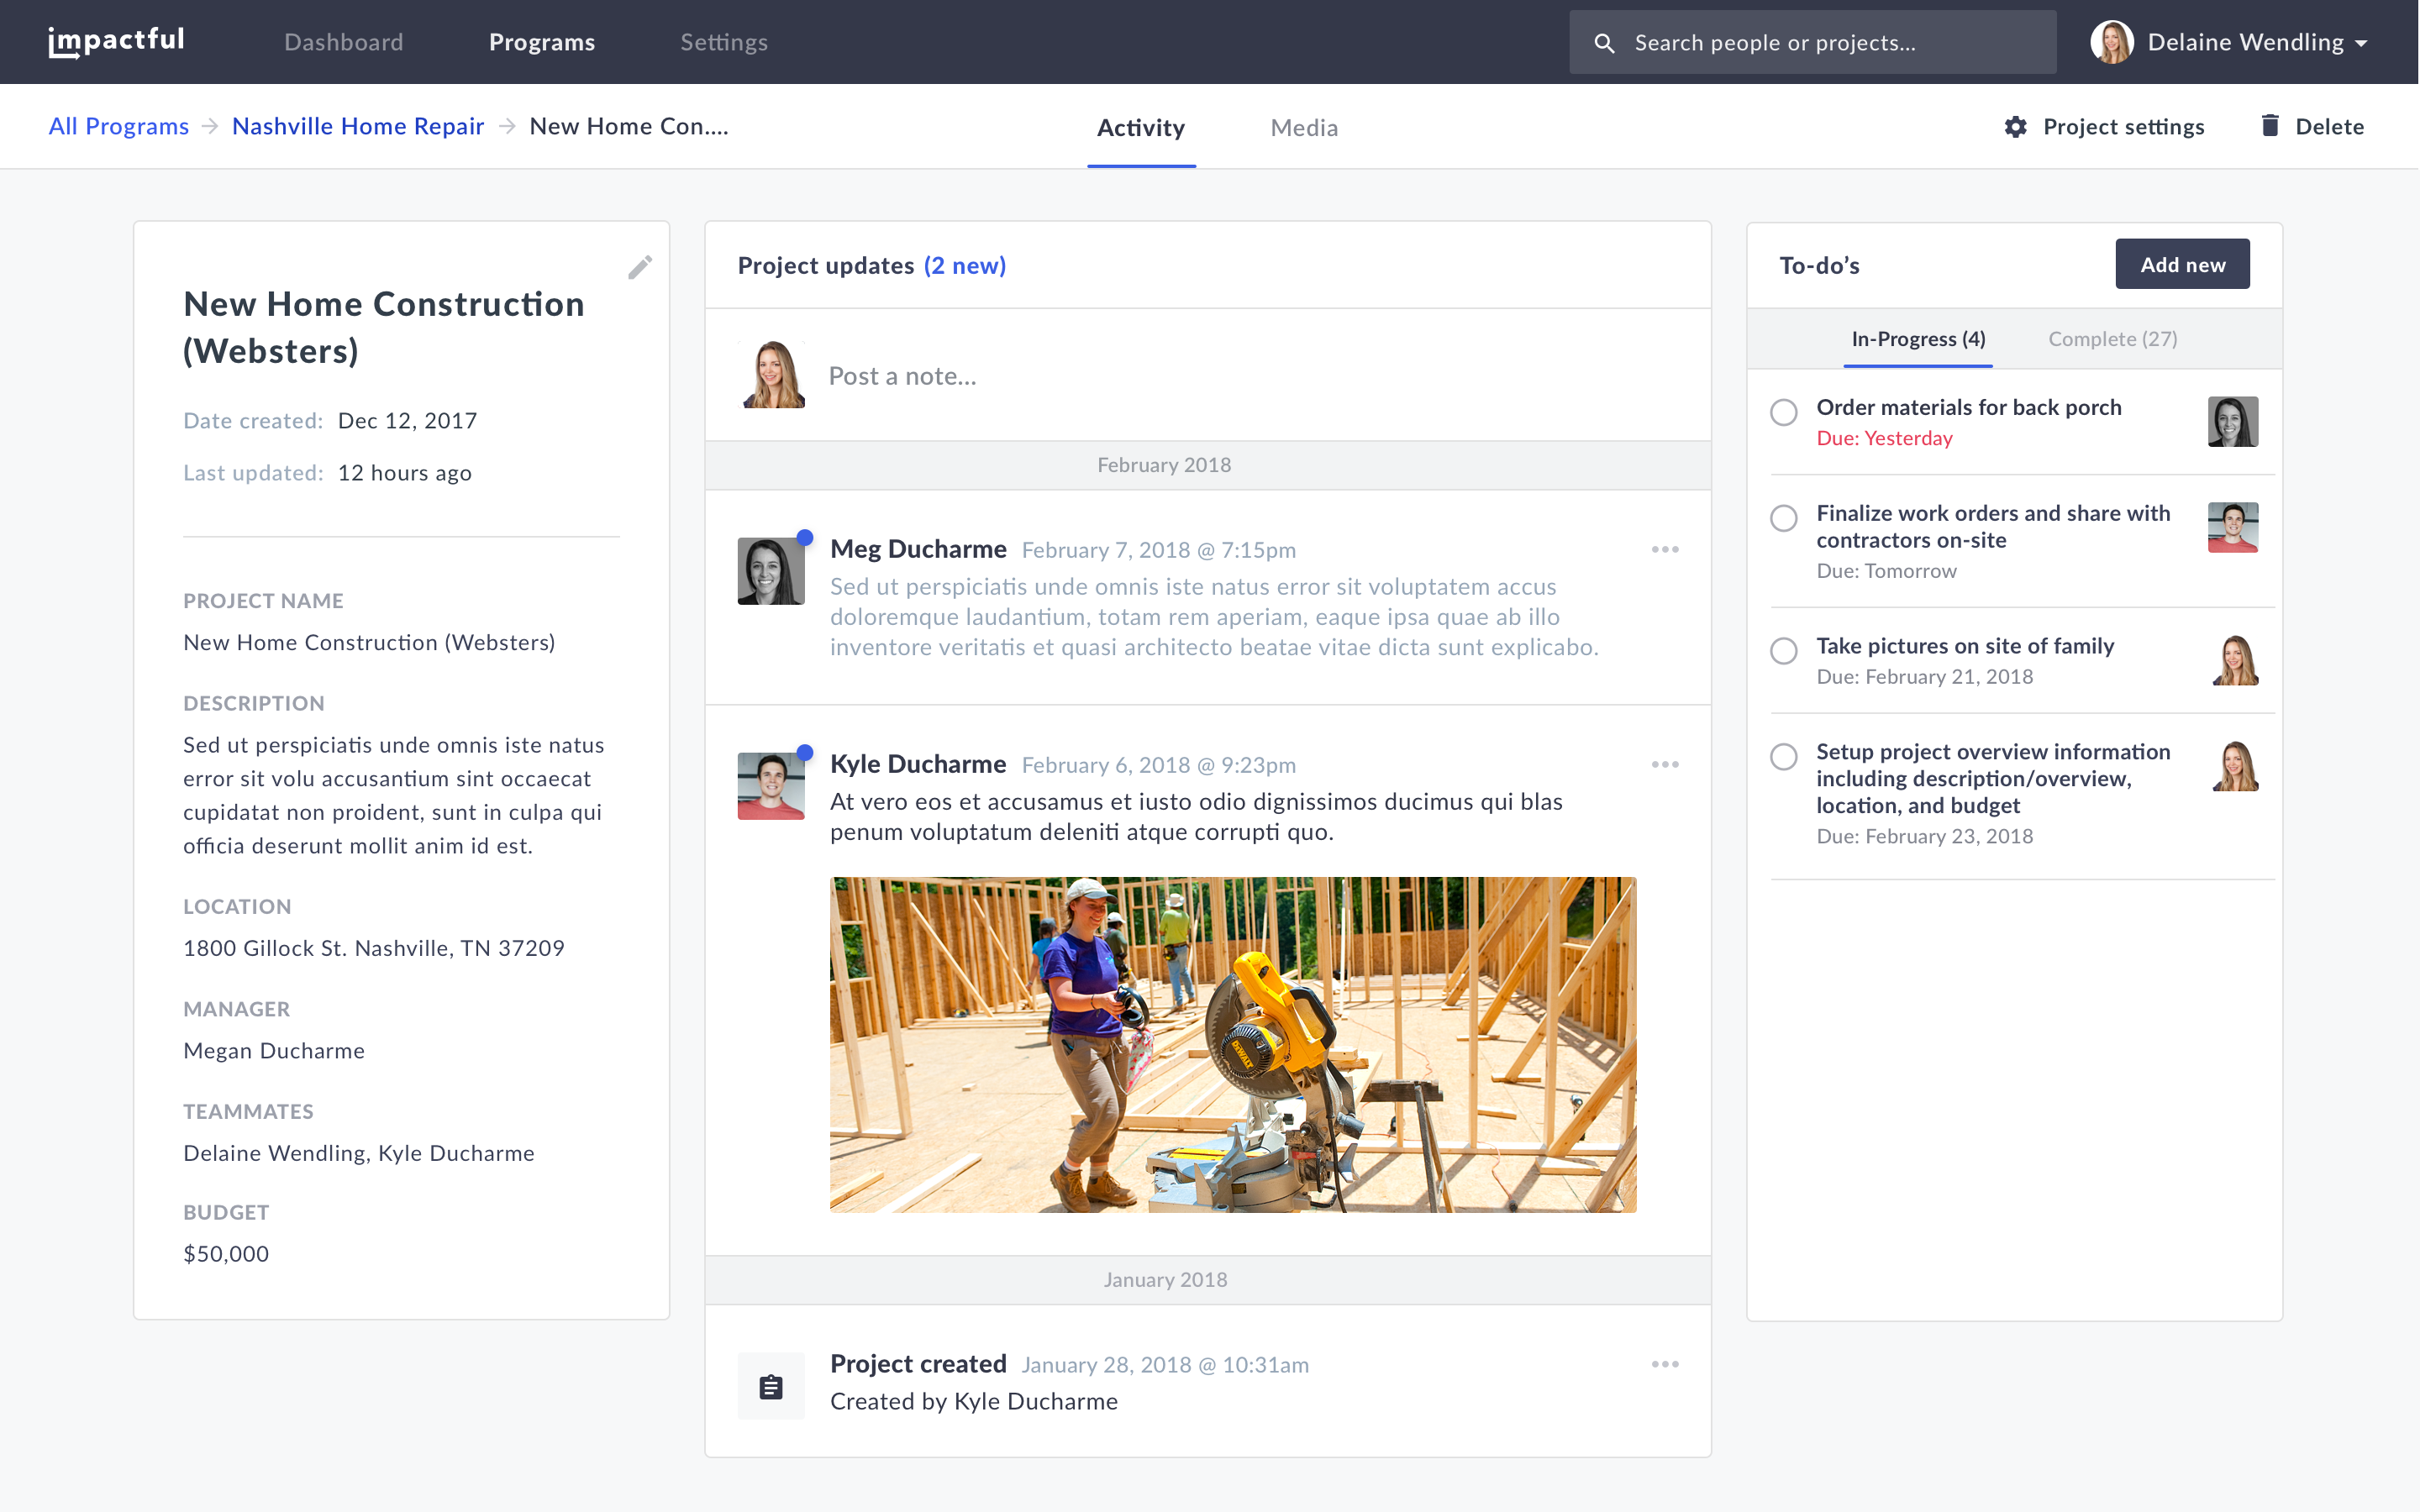 impactful
Dashboard
Programs
Settings
Search people or projects...
Delaine Wendling
All Programs
Nashville Home Repair
New Home Con....
Activity
Media
Project settings
Delete
New Home Construction
(Websters)
Date created: Dec 12, 2017
Last updated: 12 hours ago
PROJECT NAME
New Home Construction (Websters)
DESCRIPTION
Sed ut perspiciatis unde omnis iste natus
error sit volu accusantium sint occaecat
cupidatat non proident, sunt in culpa qui
officia deserunt mollit anim id est.
LOCATION
1800 Gillock St. Nashville, TN 37209
MANAGER
Megan Ducharme
TEAMMATES
Delaine Wendling, Kyle Ducharme
BUDGET
$50,000
Project updates (2 new)
Post a note...
February 2018
Meg Ducharme February 7, 2018 @ 7:15pm
Sed ut perspiciatis unde omnis iste natus error sit voluptatem accus
doloremque laudantium, totam rem aperiam, eaque ipsa quae ab illo
inventore veritatis et quasi architecto beatae vitae dicta sunt explicabo.
Kyle Ducharme February 6, 2018 @ 9:23pm
At vero eos et accusamus et iusto odio dignissimos ducimus qui blas
penum voluptatum deleniti atque corrupti quo.
DEWALT
January 2018
Project created January 28, 2018 @ 10:31am
Created by Kyle Ducharme
To-do’s
Add new
In-Progress (4)
Complete (27)
Order materials for back porch
Due: Yesterday
Finalize work orders and share with
contractors on-site
Due: Tomorrow
Take pictures on site of family
Due: February 21, 2018
Setup project overview information
including description/overview,
location, and budget
Due: February 23, 2018